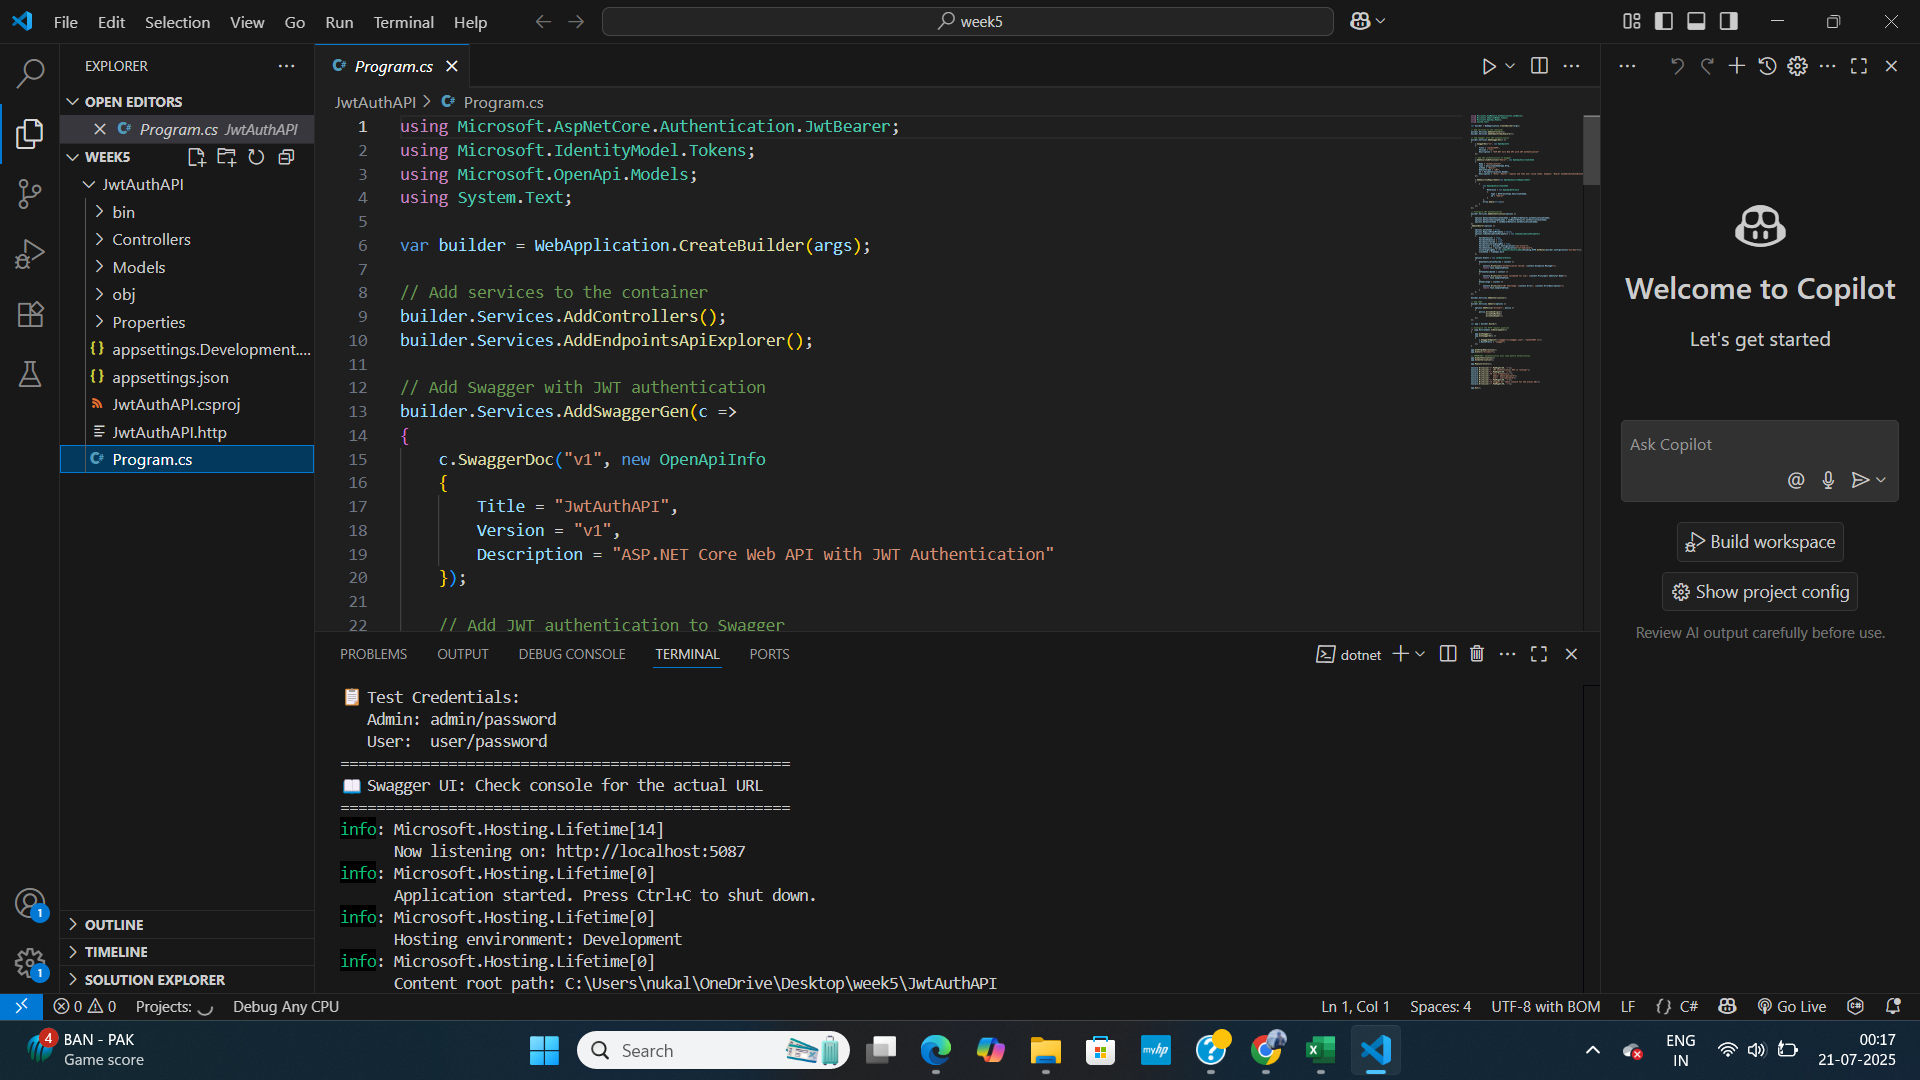 File Edit Selection View Go Run Terminal Help
week5
EXPLORER
OPEN EDITORS
Program.cs JwtAuthAPI
WEEK5
JwtAuthAPI
bin
Controllers
Models
obj
Properties
appsettings.Development....
appsettings.json
JwtAuthAPI.csproj
JwtAuthAPI.http
Program.cs
OUTLINE
TIMELINE
SOLUTION EXPLORER
Program.cs
JwtAuthAPI > Program.cs
1 using Microsoft.AspNetCore.Authentication.JwtBearer;
2 using Microsoft.IdentityModel.Tokens;
3 using Microsoft.OpenApi.Models;
4 using System.Text;
5
6 var builder = WebApplication.CreateBuilder(args);
7
8 // Add services to the container
9 builder.Services.AddControllers();
10 builder.Services.AddEndpointsApiExplorer();
11
12 // Add Swagger with JWT authentication
13 builder.Services.AddSwaggerGen(c =>
14 {
15 c.SwaggerDoc("v1", new OpenApiInfo
16 {
17 Title = "JwtAuthAPI",
18 Version = "v1",
19 Description = "ASP.NET Core Web API with JWT Authentication"
20 });
21
22 // Add JWT authentication to Swagger
PROBLEMS OUTPUT DEBUG CONSOLE TERMINAL PORTS
dotnet
Test Credentials:
Admin: admin/password
User: user/password
==================================================
Swagger UI: Check console for the actual URL
==================================================
info: Microsoft.Hosting.Lifetime[14]
Now listening on: http://localhost:5087
info: Microsoft.Hosting.Lifetime[0]
Application started. Press Ctrl+C to shut down.
info: Microsoft.Hosting.Lifetime[0]
Hosting environment: Development
info: Microsoft.Hosting.Lifetime[0]
Content root path: C:\Users\nukal\OneDrive\Desktop\week5\JwtAuthAPI
Welcome to Copilot
Let's get started
Ask Copilot
Build workspace
Show project config
Review AI output carefully before use.
1
1
0 0 Projects: Debug Any CPU
Ln 1, Col 1 Spaces: 4 UTF-8 with BOM LF {} C# Go Live
4
BAN - PAK
Game score
Search
myhp
ENG
IN
00:17
21-07-2025